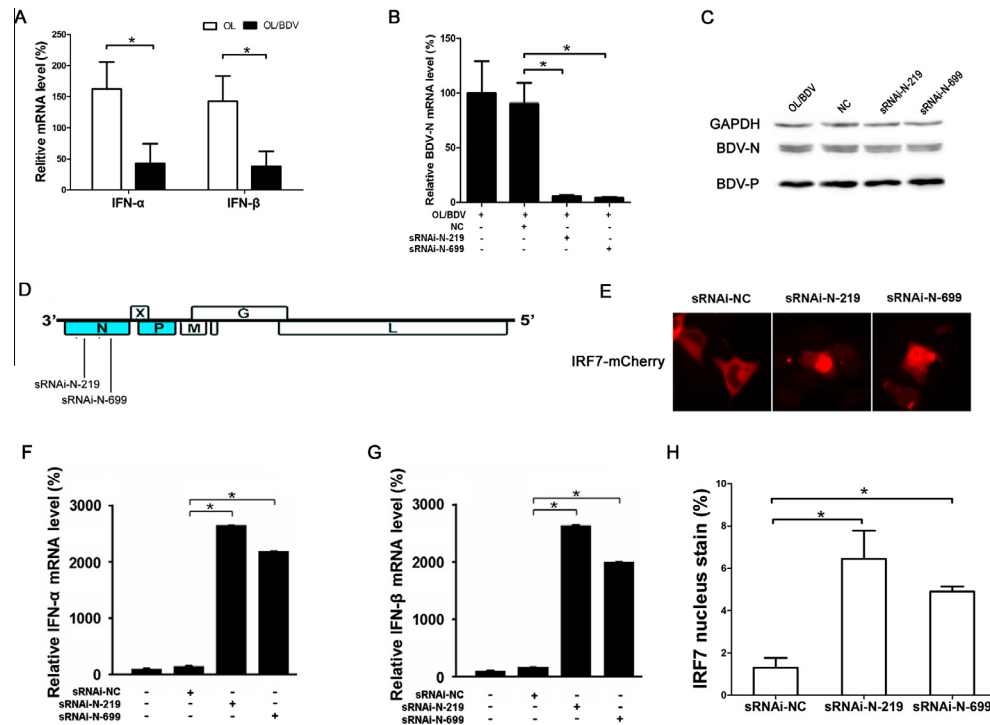 A
OL OL/BDV
Relitive mRNA level (%)
250
200
150
100
50
0
* *
IFN-α IFN-β
B
Relative BDV-N mRNA level (%)
150
100
50
0
*
*
OL/BDV + + + +
NC - + - -
sRNAi-N-219 - - + -
sRNAi-N-699 - - - +
C
OL/BDV NC sRNAi-N-219 sRNAi-N-699
GAPDH
BDV-N
BDV-P
D
3' 5'
X G
N P M L
sRNAi-N-219
sRNAi-N-699
E
sRNAi-NC sRNAi-N-219 sRNAi-N-699
IRF7-mCherry
F
Relative IFN-α mRNA level (%)
3000
2000
1000
0
*
*
sRNAi-NC - + - -
sRNAi-N-219 - - + -
sRNAi-N-699 - - - +
G
Relative IFN-β mRNA level (%)
3000
2000
1000
0
*
*
sRNAi-NC - + - -
sRNAi-N-219 - - + -
sRNAi-N-699 - - - +
H
IRF7 nucleus stain (%)
10
8
6
4
2
0
*
*
sRNAi-NC sRNAi-N-219 sRNAi-N-699